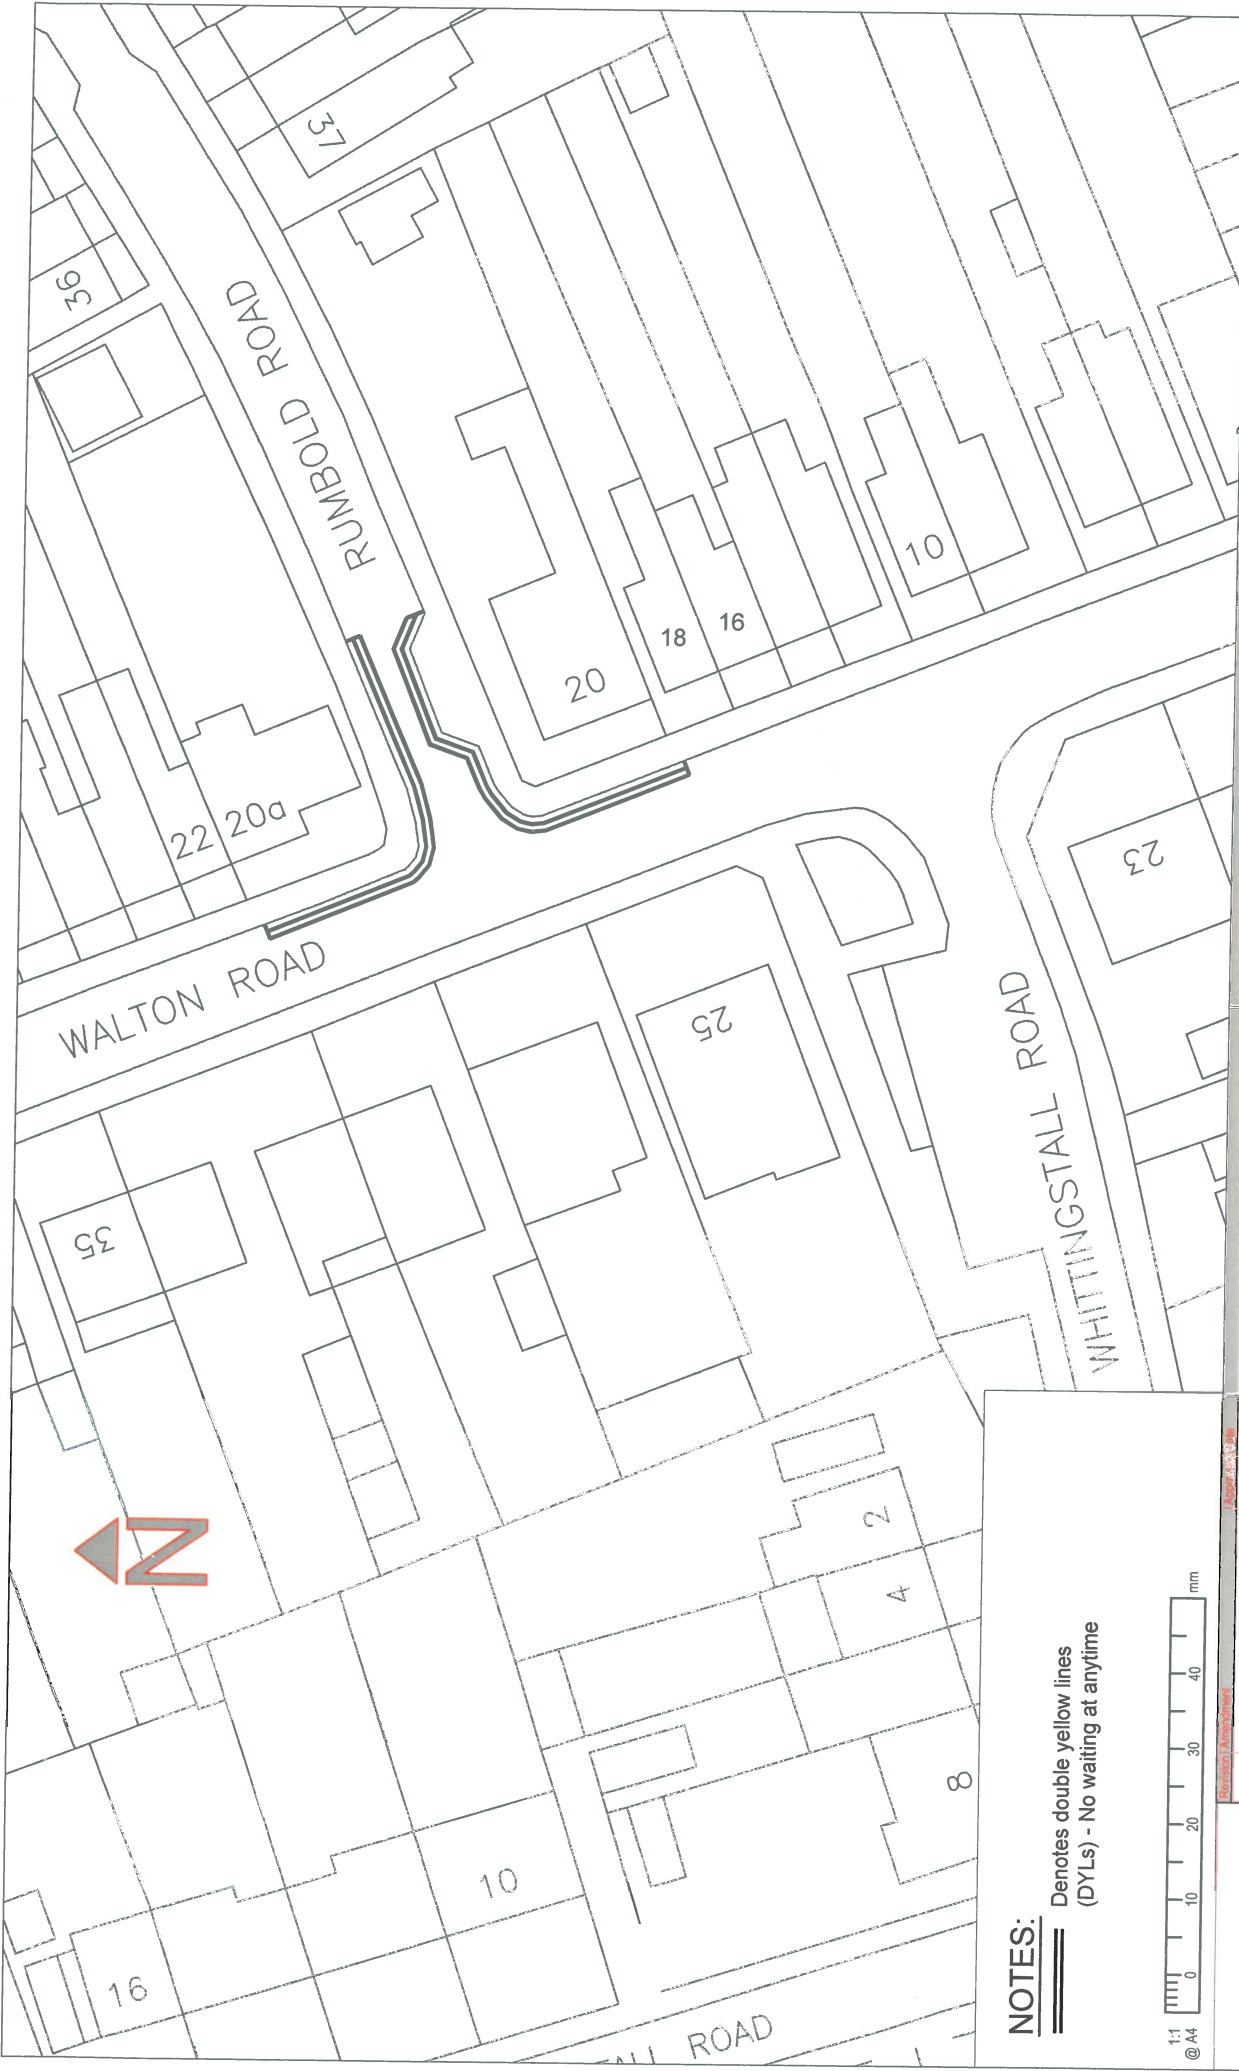 37
36
RUMBOLD ROAD
10
16
18
20
20a
22
23
WALTON ROAD
25
WHITTINGSTALL ROAD
35
N
2
4
8
10
16
ROAD
NOTES:
Denotes double yellow lines
(DYLs) - No waiting at anytime
1:1
@ A4
0 10 20 30 40 mm
Revision Amendment